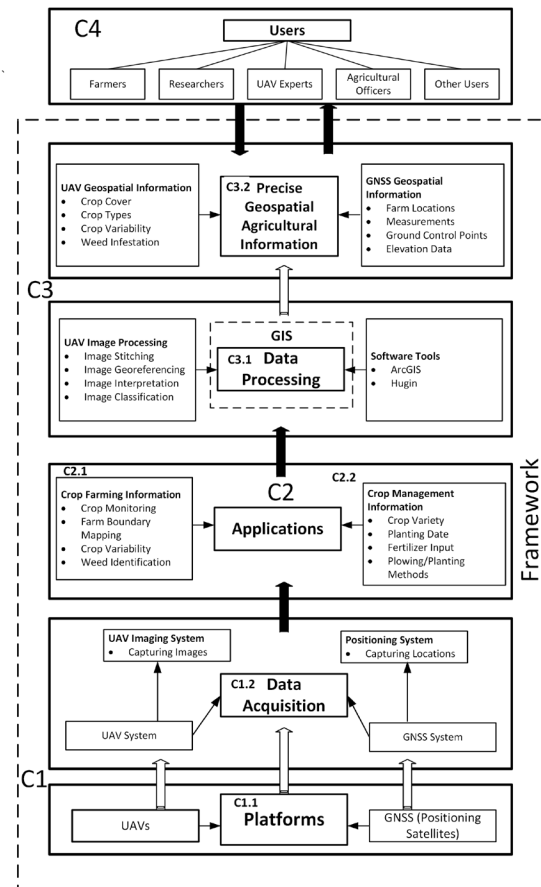 C4
Users
Farmers
Researchers
UAV Experts
Agricultural
Officers
Other Users
UAV Geospatial Information
• Crop Cover
• Crop Types
• Crop Variability
• Weed Infestation
C3.2 Precise
Geospatial
Agricultural
Information
GNSS Geospatial
Information
• Farm Locations
• Measurements
• Ground Control Points
• Elevation Data
C3
UAV Image Processing
• Image Stitching
• Image Georeferencing
• Image Interpretation
• Image Classification
GIS
C3.1 Data
Processing
Software Tools
• ArcGIS
• Hugin
Framework
C2.1
Crop Farming Information
• Crop Monitoring
• Farm Boundary
Mapping
• Crop Variability
• Weed Identification
C2
Applications
C2.2
Crop Management
Information
• Crop Variety
• Planting Date
• Fertilizer Input
• Plowing/Planting
Methods
UAV Imaging System
• Capturing Images
Positioning System
• Capturing Locations
C1.2 Data
Acquisition
UAV System
GNSS System
C1
C1.1
Platforms
UAVs
GNSS (Positioning
Satellites)